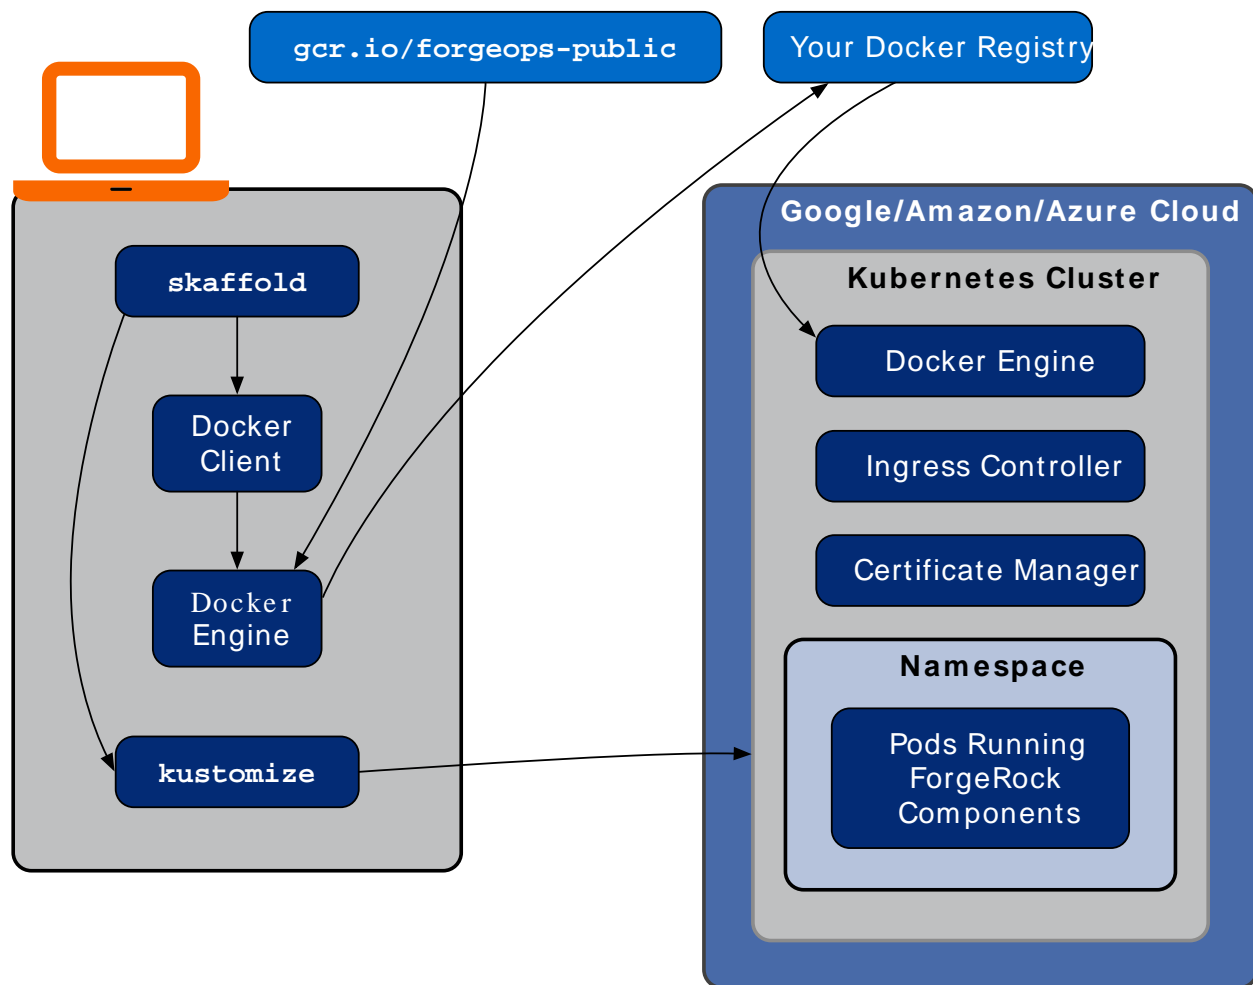 gcr.io/forgeops-public
Your Docker Registry
Google/Amazon/Azure Cloud
Kubernetes Cluster
skaffold
Docker Engine
Docker
Client
Ingress Controller
Certificate Manager
Docker
Engine
Namespace
Pods Running
ForgeRock
Components
kustomize